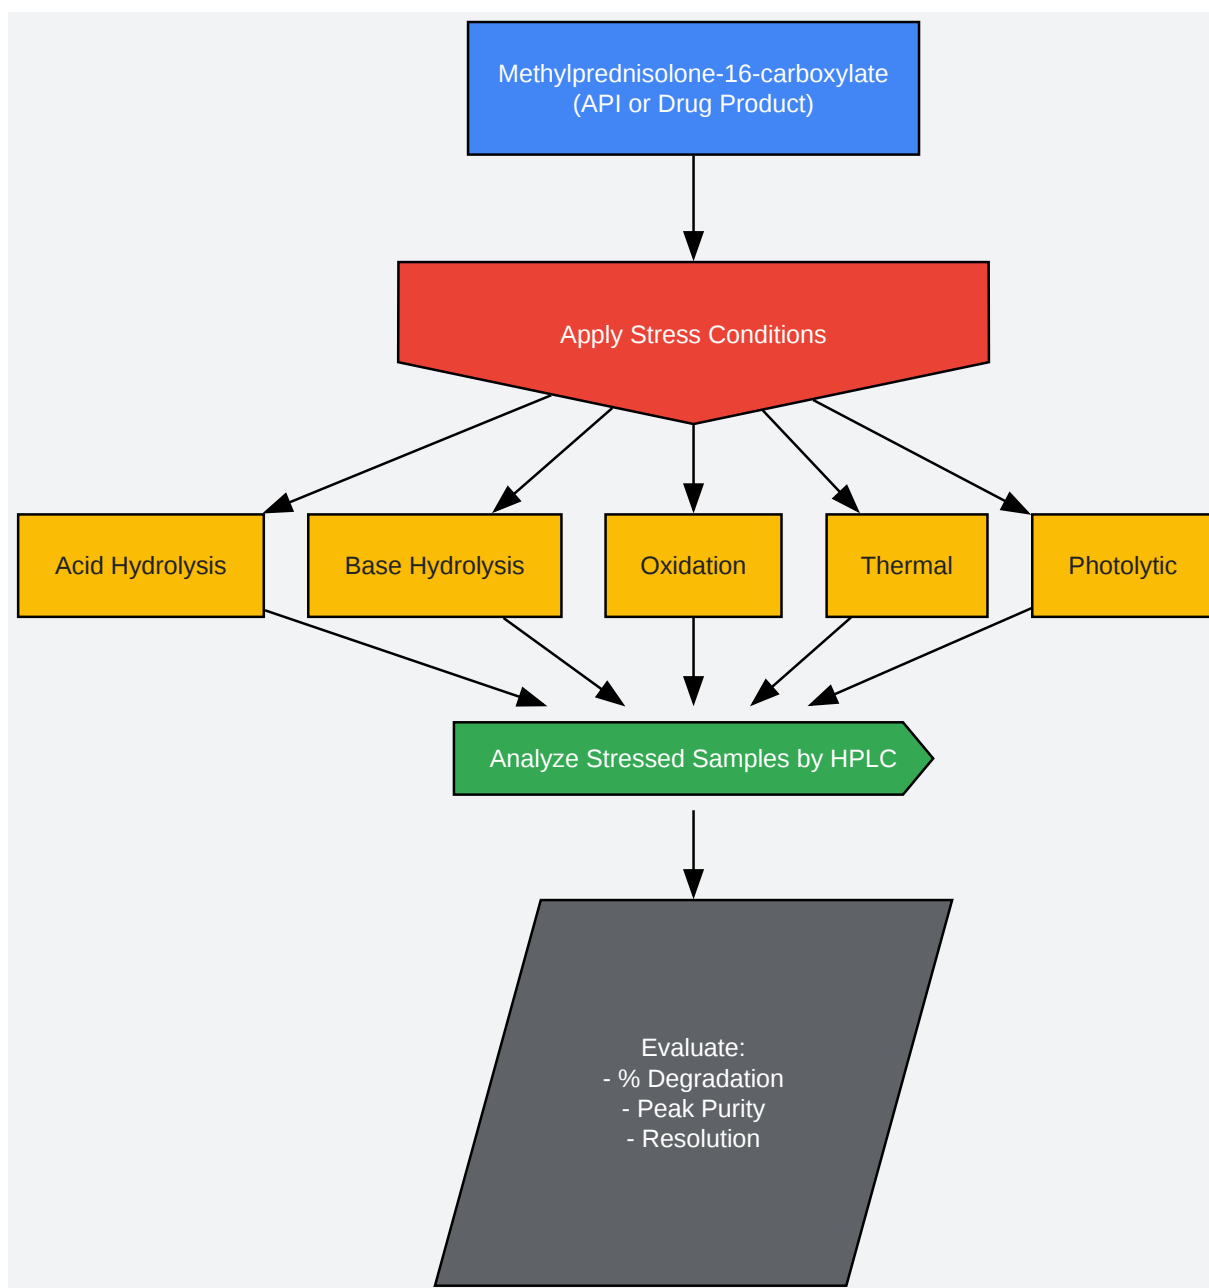 Methylprednisolone-16-carboxylate
(API or Drug Product)
Apply Stress Conditions
Acid Hydrolysis
Base Hydrolysis
Oxidation
Thermal
Photolytic
Analyze Stressed Samples by HPLC
Evaluate:
- % Degradation
- Peak Purity
- Resolution